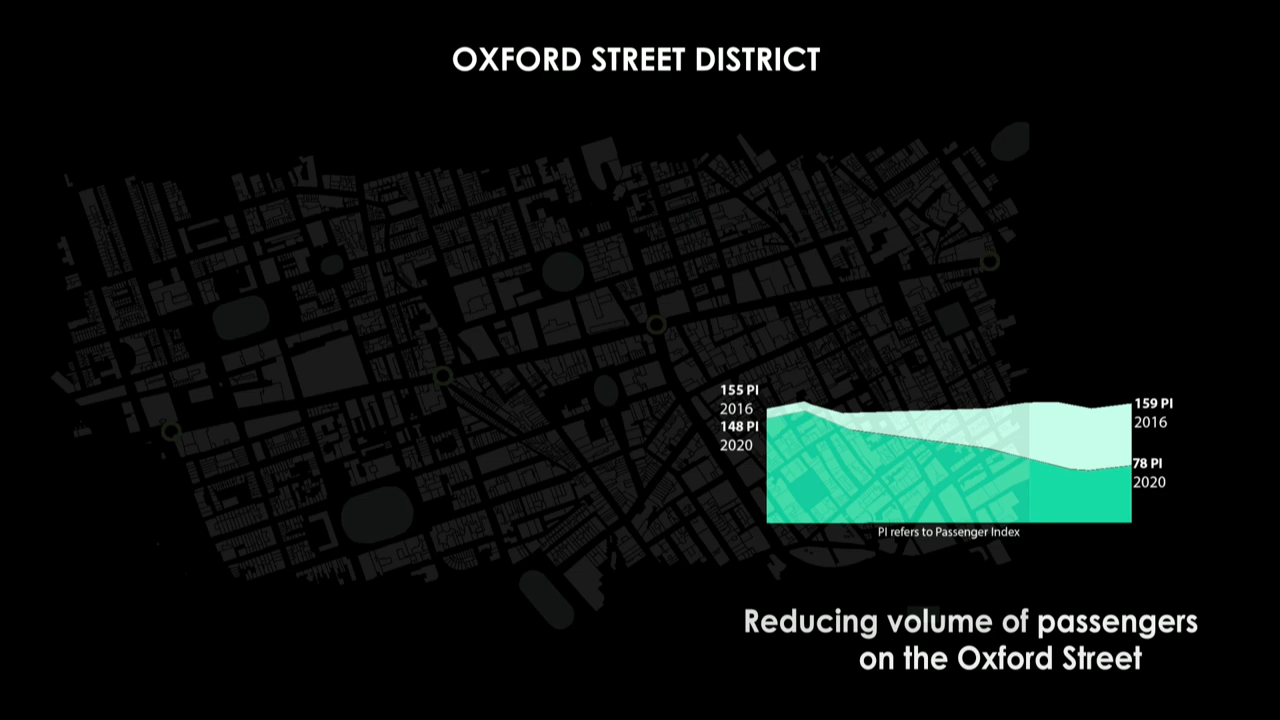 OXFORD STREET DISTRICT
155 PI
2016
148 PI
2020
159 PI
2016
78 PI
2020
PI refers to Passenger Index
Reducing volume of passengers
on the Oxford Street